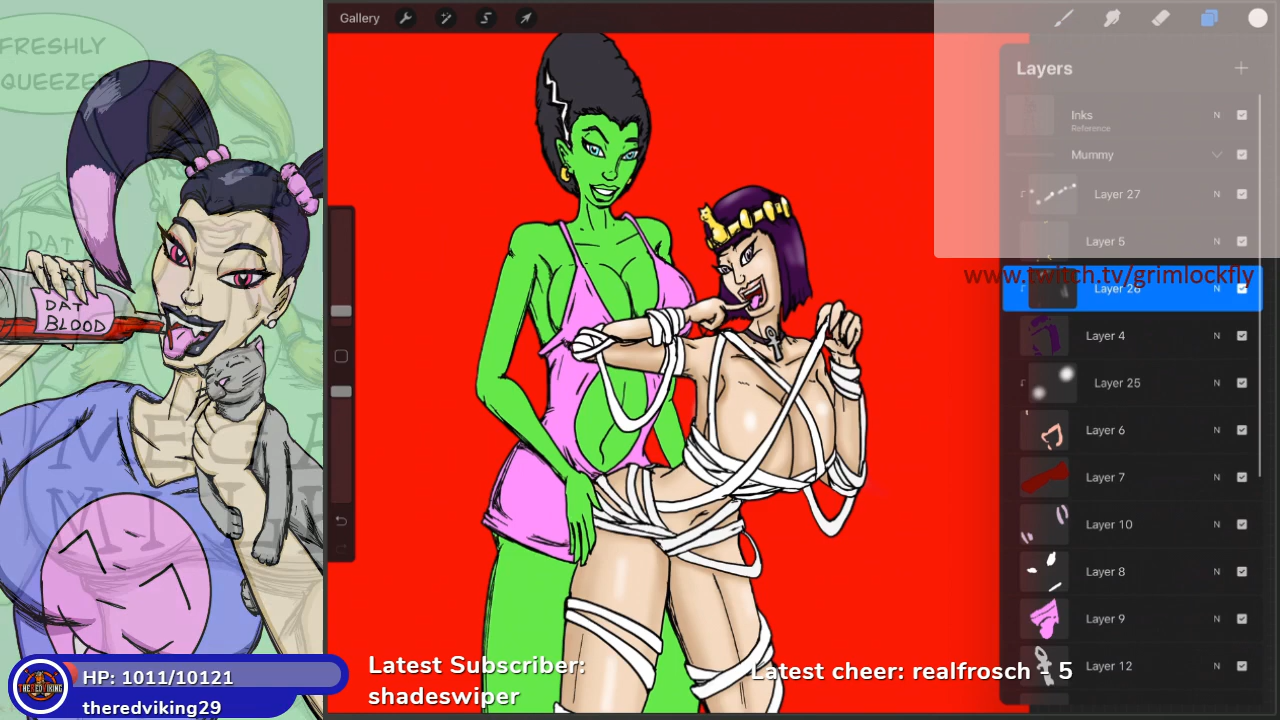 FRESHLY
DAT
BLOOD
DAT
Gallery
Layers
Inks
N
Reference
Mummy
Layer 27
N
Layer 5
N
www.twitch.tv/grimlockfly
Layer 26
N
Layer 4
N
Layer 25
N
Layer 6
N
Layer 7
N
Layer 10
N
Layer 8
N
Layer 9
N
Layer 12
N
HP: 1011/10121
theredviking29
Latest Subscriber:
shadeswiper
Latest cheer: realfrosch - 5